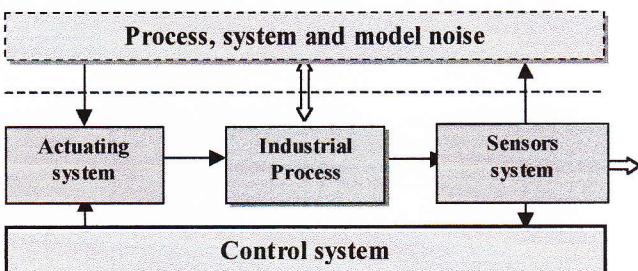 Process, system and model noise
Actuating
system
Industrial
Process
Sensors
system
Control system